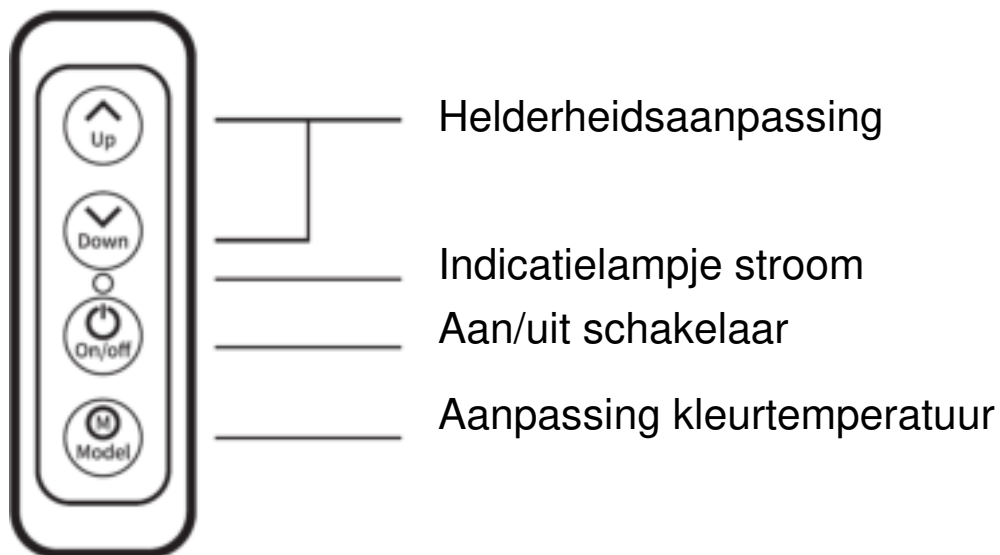 Up
Helderheidsaanpassing
Down
Indicatielampje stroom
On/off
Aan/uit schakelaar
M
Model
Aanpassing kleurtemperatuur